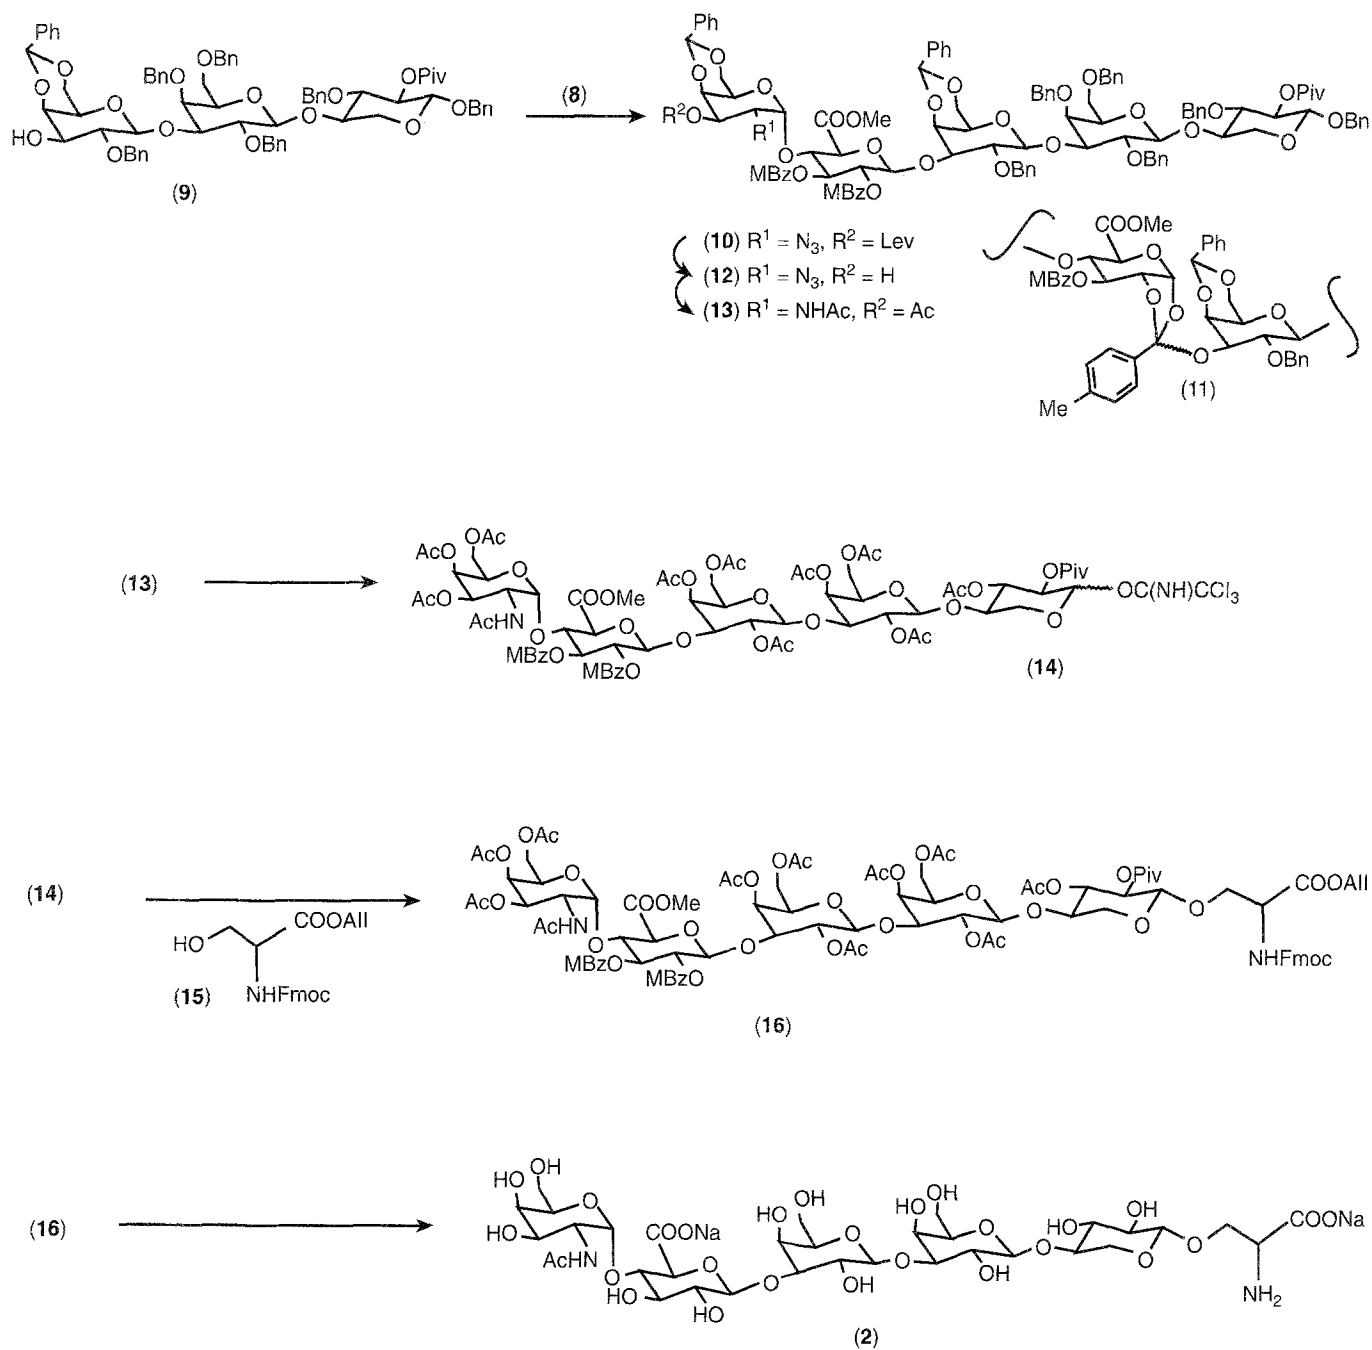 Ph
O
O
OBn
BnO
OPiv
O
O
BnO
O
OBn
HO
O
O
O
OBn
OBn
(9)
(8)
Ph
O
O
O
R²O
R¹
COOMe
O
O
MBzO
MBzO
O
Ph
O
O
O
OBn
O
OBn
BnO
O
OBn
O
BnO
OPiv
OBn
O
(10) R¹ = N₃, R² = Lev
(12) R¹ = N₃, R² = H
(13) R¹ = NHAc, R² = Ac
COOMe
O
O
MBzO
O
O
Ph
O
O
O
O
OBn
Me
(11)
(13)
OAc
AcO
O
AcO
AcHN
O
COOMe
O
MBzO
MBzO
O
OAc
AcO
O
OAc
O
OAc
AcO
O
OAc
O
AcO
OPiv
O
OC(NH)CCl₃
(14)
(14)
HO
COOAll
NHFmoc
(15)
OAc
AcO
O
AcO
AcHN
O
COOMe
O
MBzO
MBzO
O
OAc
AcO
O
OAc
O
OAc
AcO
O
OAc
O
AcO
OPiv
O
O
COOAll
NHFmoc
(16)
(16)
OH
HO
O
HO
AcHN
O
COONa
O
HO
HO
O
OH
HO
O
OH
O
OH
HO
O
OH
O
HO
OH
O
O
COONa
NH₂
(2)